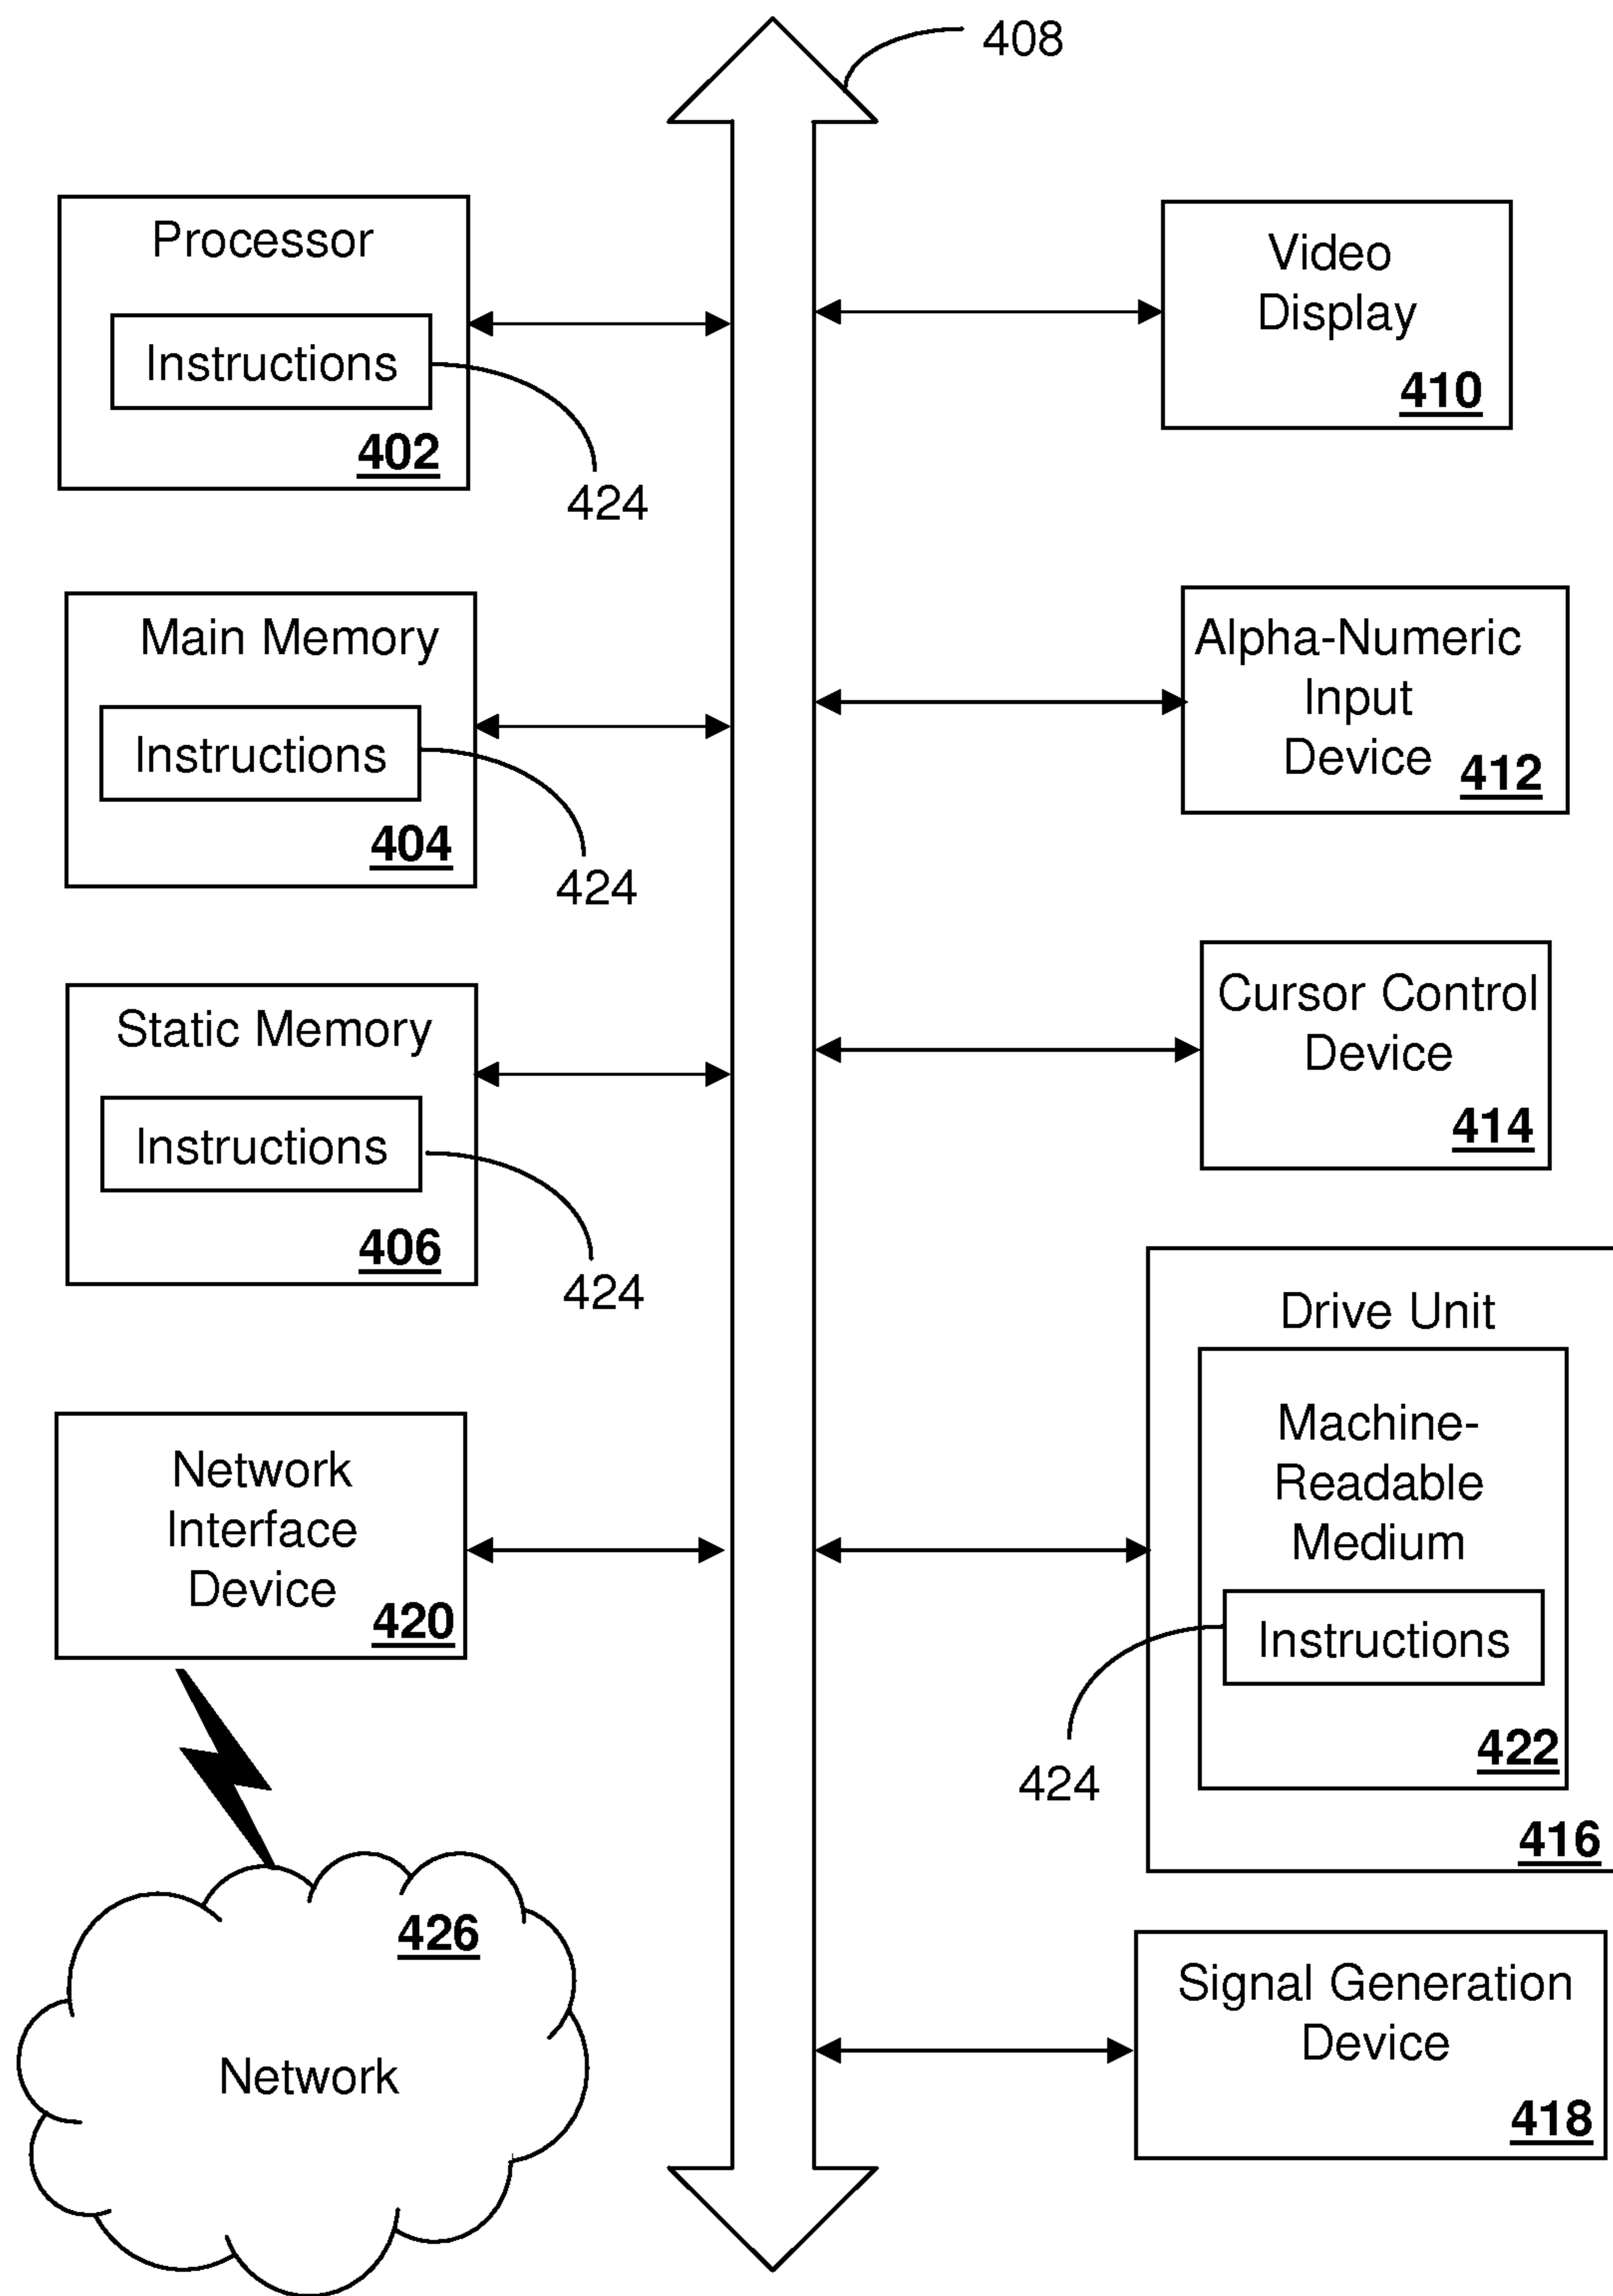 408
Processor
Instructions
402
424
Main Memory
Instructions
404
424
Static Memory
Instructions
406
424
Network
Interface
Device
420
426
Network
Video
Display
410
Alpha-Numeric
Input
Device
412
Cursor Control
Device
414
Drive Unit
Machine-
Readable
Medium
Instructions
422
424
416
Signal Generation
Device
418